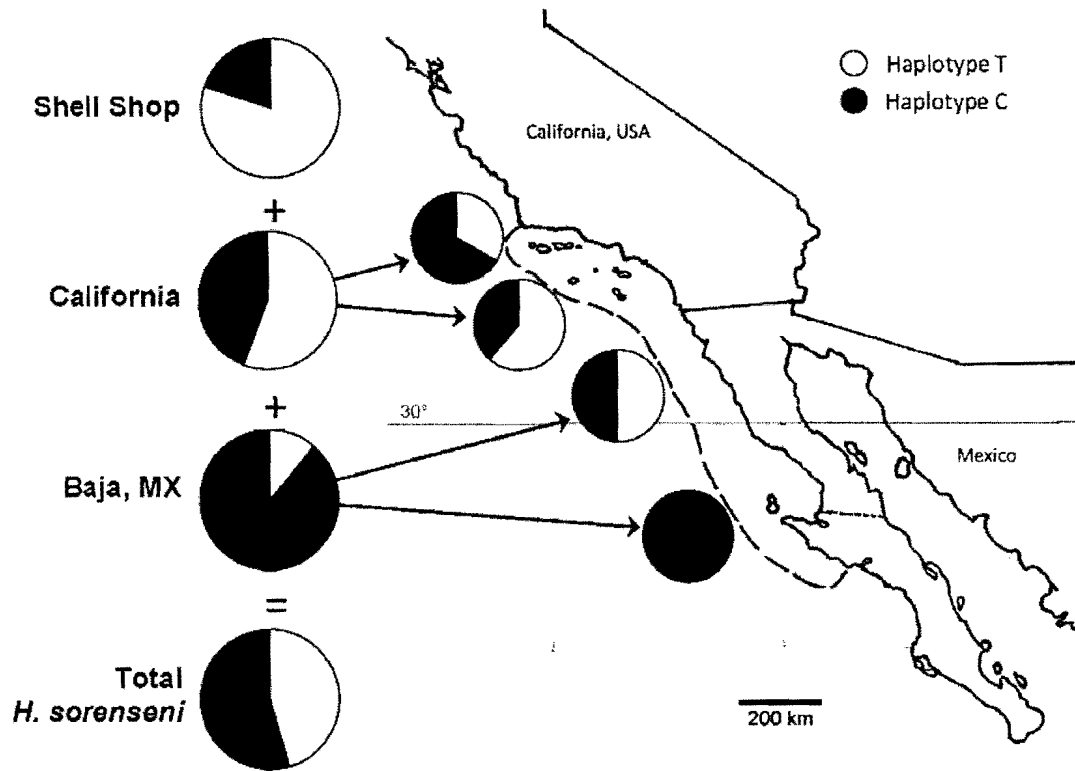 Shell Shop
+
California
+
Baja, MX
=
Total
H. sorenseni
Haplotype T
Haplotype C
California, USA
30°
Mexico
200 km